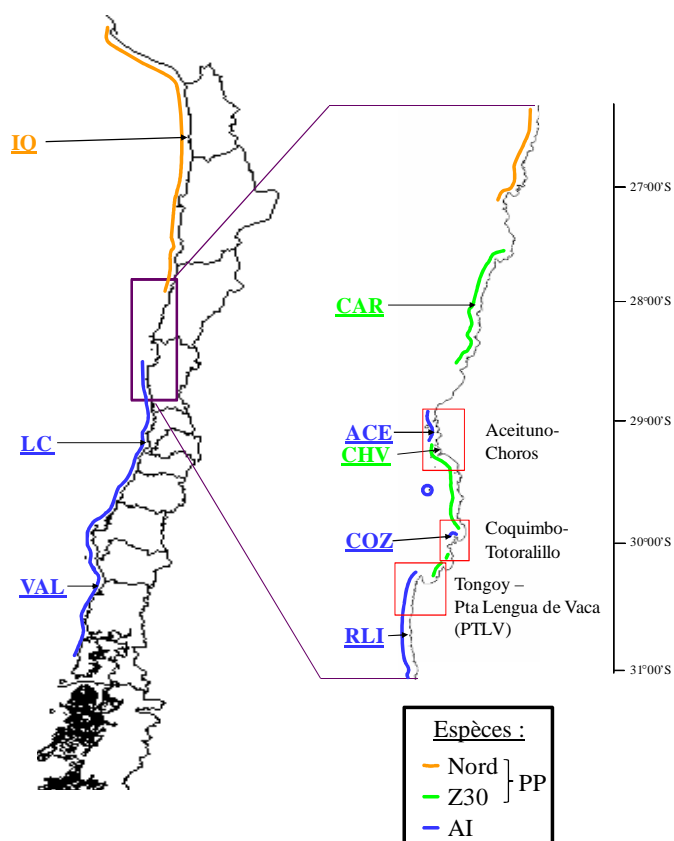 IQ
27°00'S
CAR
28°00'S
29°00'S
ACE
Aceituno-
Choros
LC
CHV
COZ
Coquimbo-
Totoralillo
30°00'S
VAL
Tongoy –
Pta Lengua de Vaca
(PTLV)
RLI
31°00'S
Espèces :
Nord
PP
Z30
AI